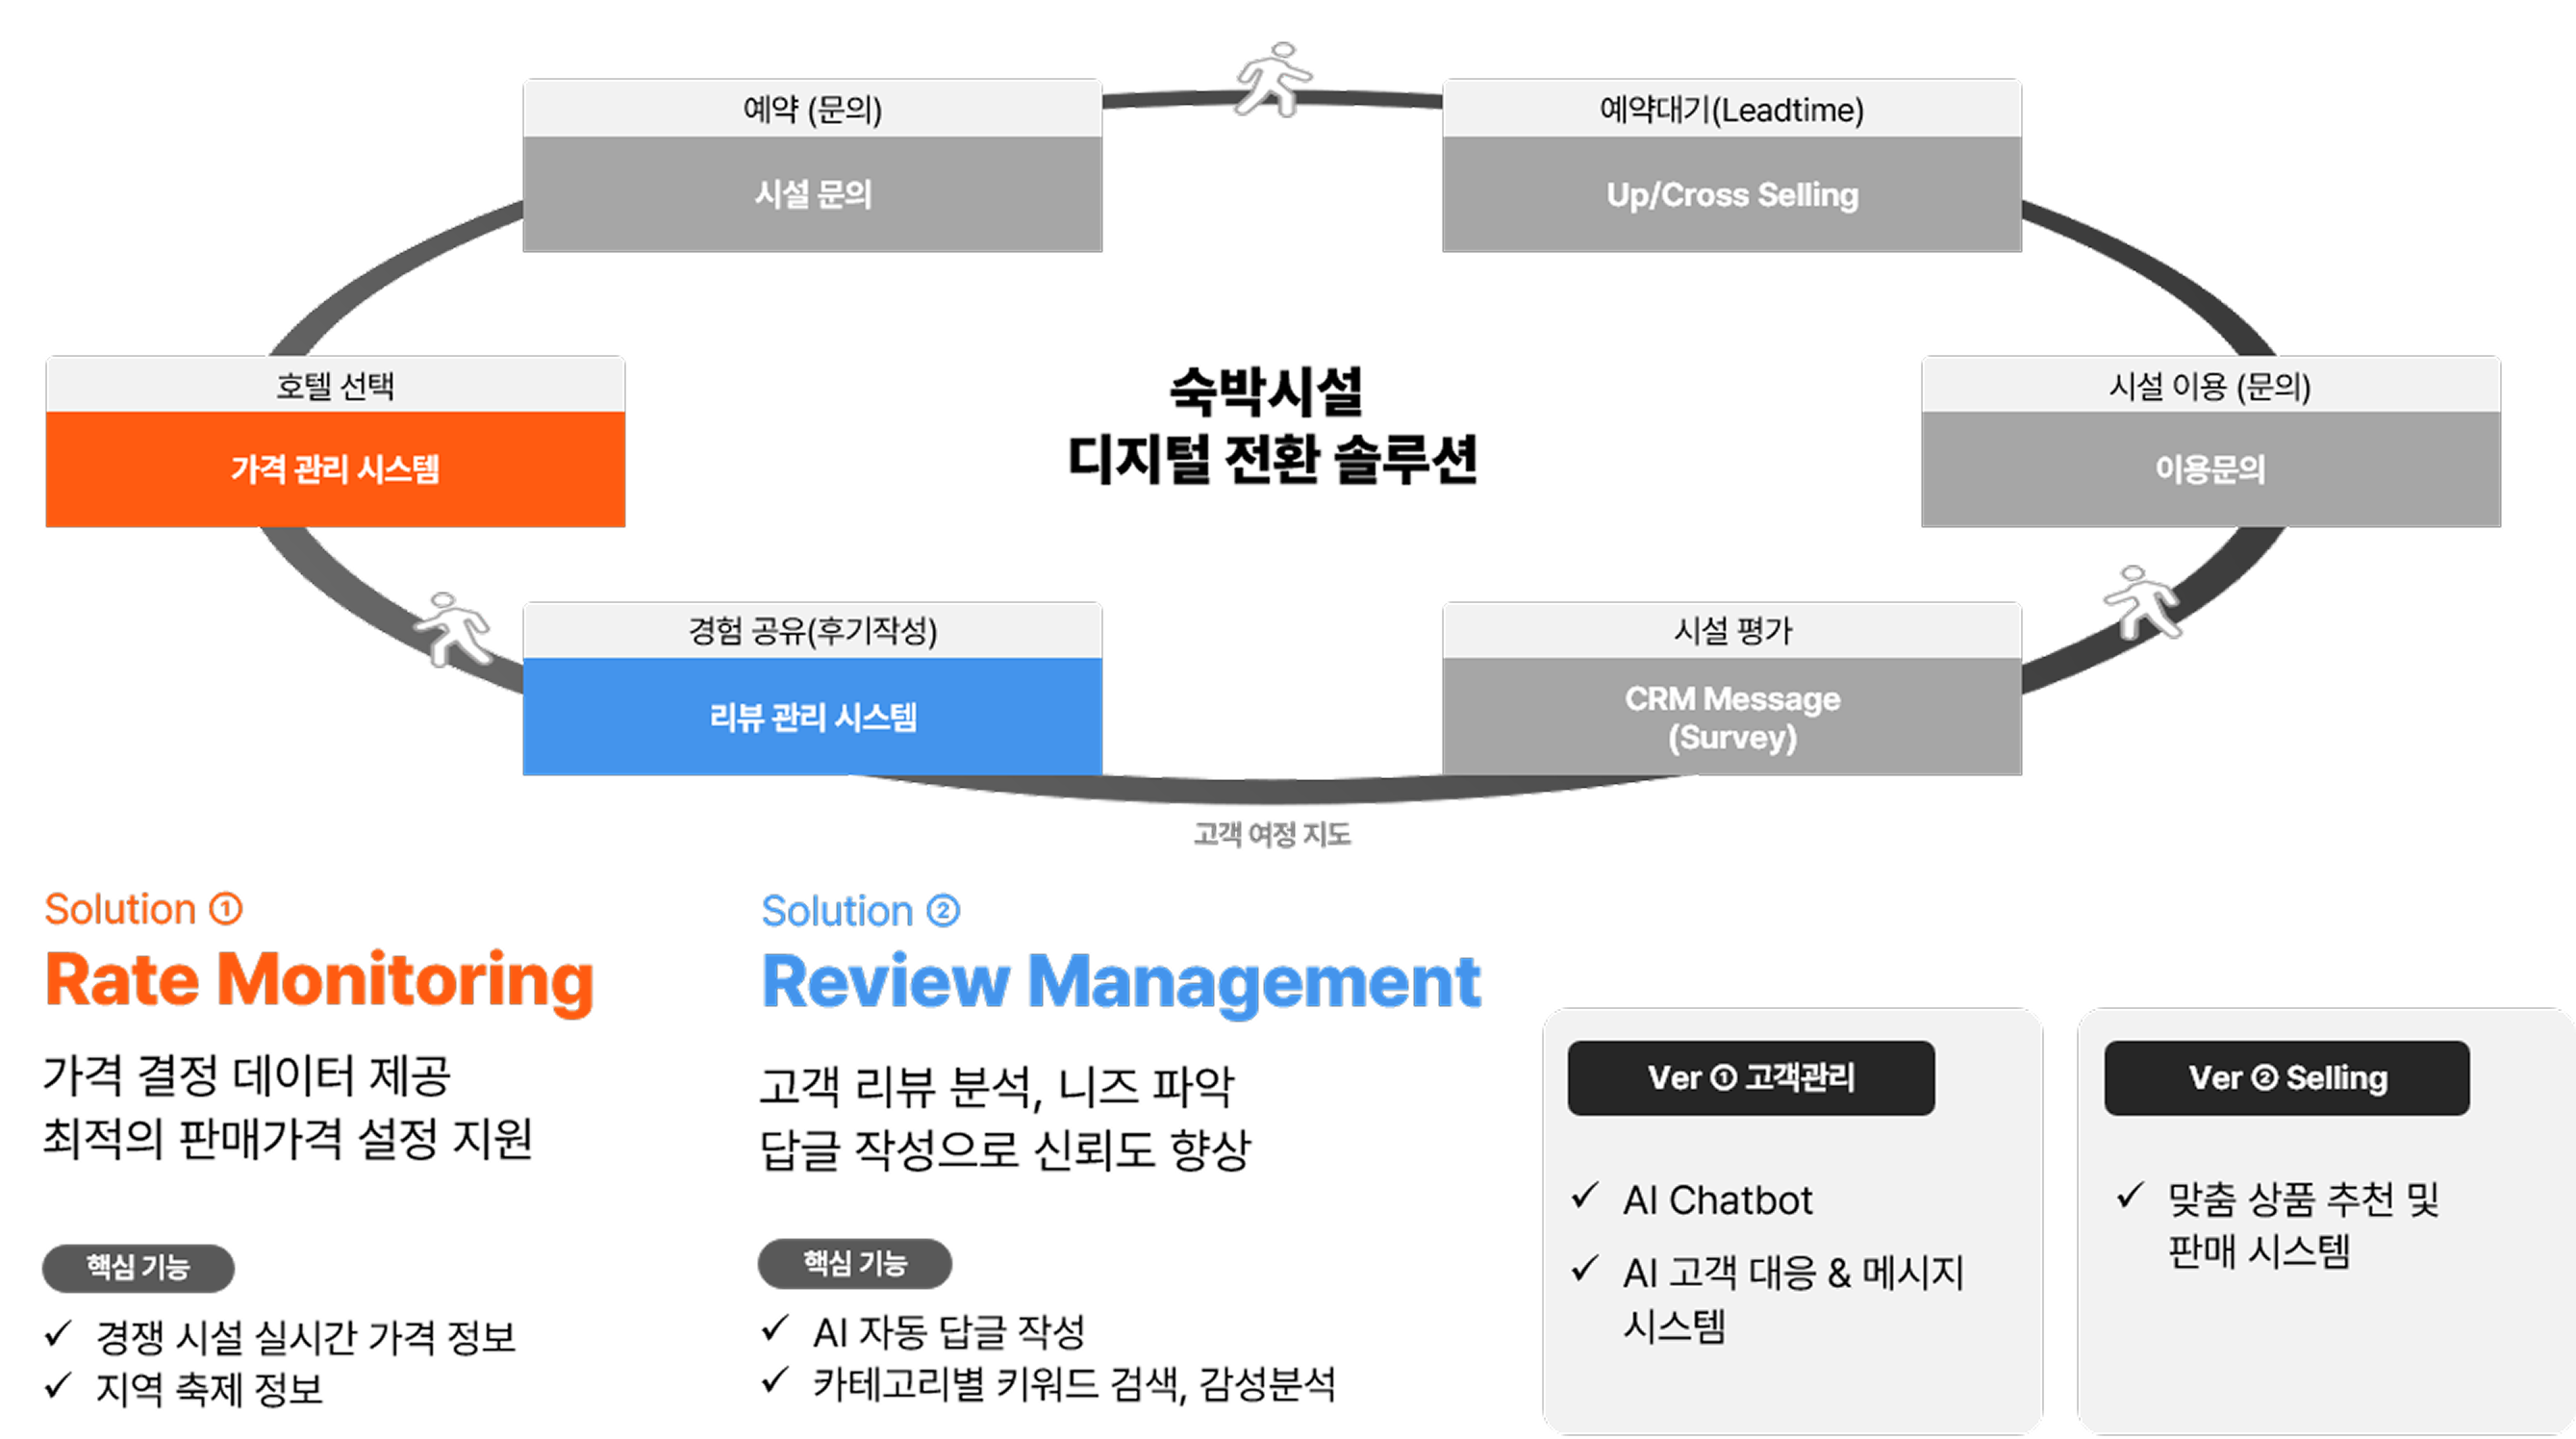 예약 (문의)
시설 문의
예약대기(Leadtime)
Up/Cross Selling
호텔 선택
가격 관리 시스템
숙박시설
디지털 전환 솔루션
시설 이용 (문의)
이용문의
경험 공유(후기작성)
리뷰 관리 시스템
시설 평가
CRM Message
(Survey)
고객 여정 지도
Solution ①
Rate Monitoring
가격 결정 데이터 제공
최적의 판매가격 설정 지원
핵심 기능
✓ 경쟁 시설 실시간 가격 정보
✓ 지역 축제 정보
Solution ②
Review Management
고객 리뷰 분석, 니즈 파악
답글 작성으로 신뢰도 향상
핵심 기능
✓ AI 자동 답글 작성
✓ 카테고리별 키워드 검색, 감성분석
Ver ① 고객관리
✓ AI Chatbot
✓ AI 고객 대응 & 메시지
시스템
Ver ② Selling
✓ 맞춤 상품 추천 및
판매 시스템